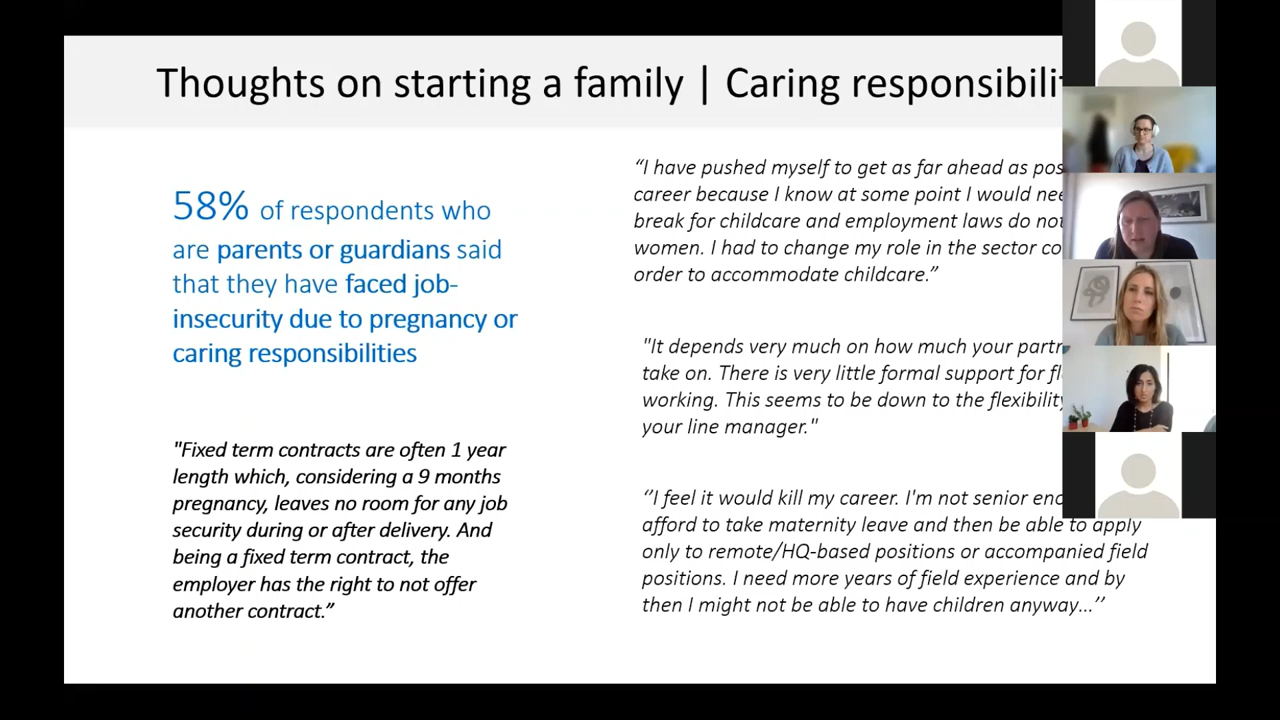 Thoughts on starting a family | Caring
58% of respondents who
are parents or guardians said
that they have faced job-
insecurity due to pregnancy or
caring responsibilities
"Fixed term contracts are often 1 year
length which, considering a 9 months
pregnancy, leaves no room for any job
security during or after delivery. And
being a fixed term contract, the
employer has the right to not offer
another contract.”
“I have pushed myself to get as far ahead as
career because I know at some point I would
break for childcare and employment laws do
women. I had to change my role in the sector
order to accommodate childcare.”
"It depends very much on how much your
take on. There is very little formal support for
working. This seems to be down to the flexibility
your line manager."
‘’I feel it would kill my career. I'm not senior
afford to take maternity leave and then be able to apply
only to remote/HQ-based positions or accompanied field
positions. I need more years of field experience and by
then I might not be able to have children anyway...’’